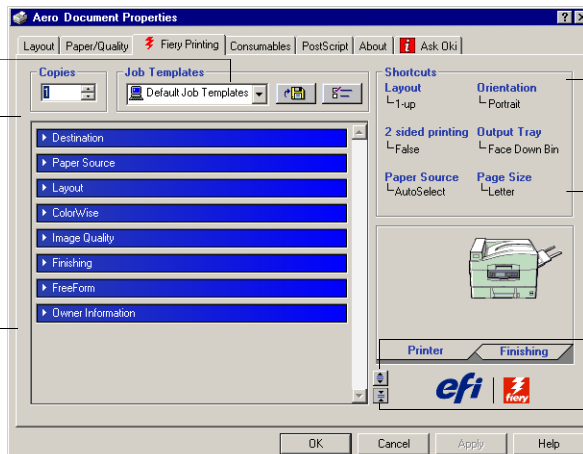 Aero Document Properties
Layout Paper/Quality Fiery Printing Consumables PostScript About Ask Oki
Copies
1
Job Templates
Default Job Templates
Destination
Paper Source
Layout
ColorWise
Image Quality
Finishing
FreeForm
Owner Information
Shortcuts
Layout Orientation
1-up Portrait
2 sided printing Output Tray
False Face Down Bin
Paper Source Page Size
AutoSelect Letter
Printer Finishing
efi fiery
OK Cancel Apply Help